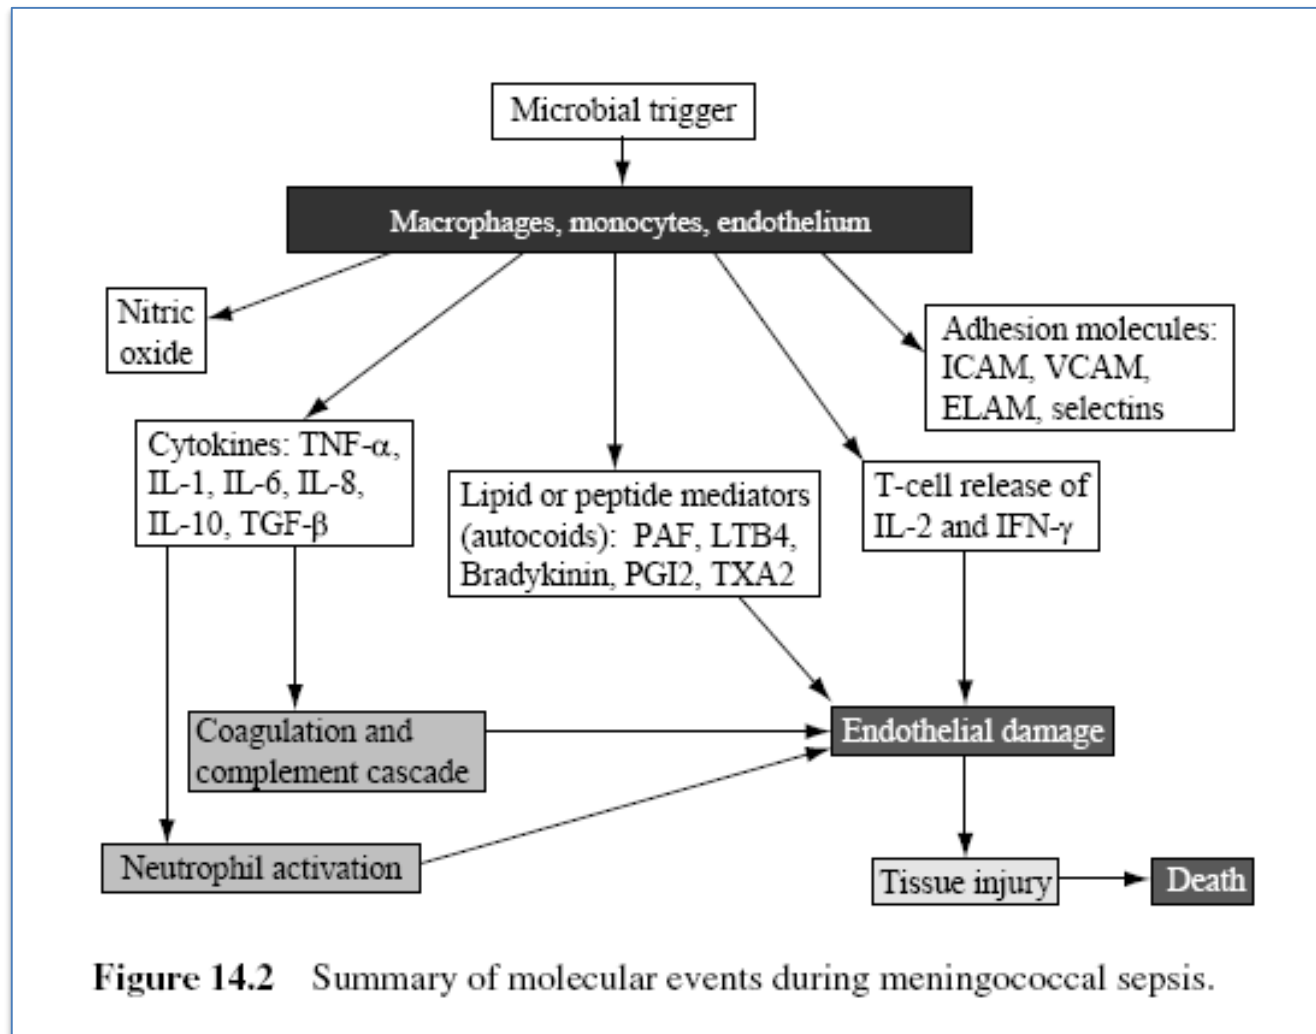 Microbial trigger
Macrophages, monocytes, endothelium
Nitric
oxide
Adhesion molecules:
ICAM, VCAM,
ELAM, selectins
Cytokines: TNF-α,
IL-1, IL-6, IL-8,
IL-10, TGF-β
Lipid or peptide mediators
(autocoids): PAF, LTB4,
Bradykinin, PGI2, TXA2
T-cell release of
IL-2 and IFN-γ
Coagulation and
complement cascade
Endothelial damage
Neutrophil activation
Tissue injury
Death
Figure 14.2 Summary of molecular events during meningococcal sepsis.